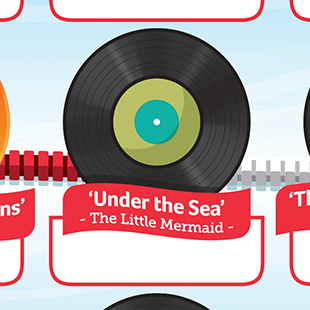 ns’
‘Under the Sea’
- The Little Mermaid -
‘Th